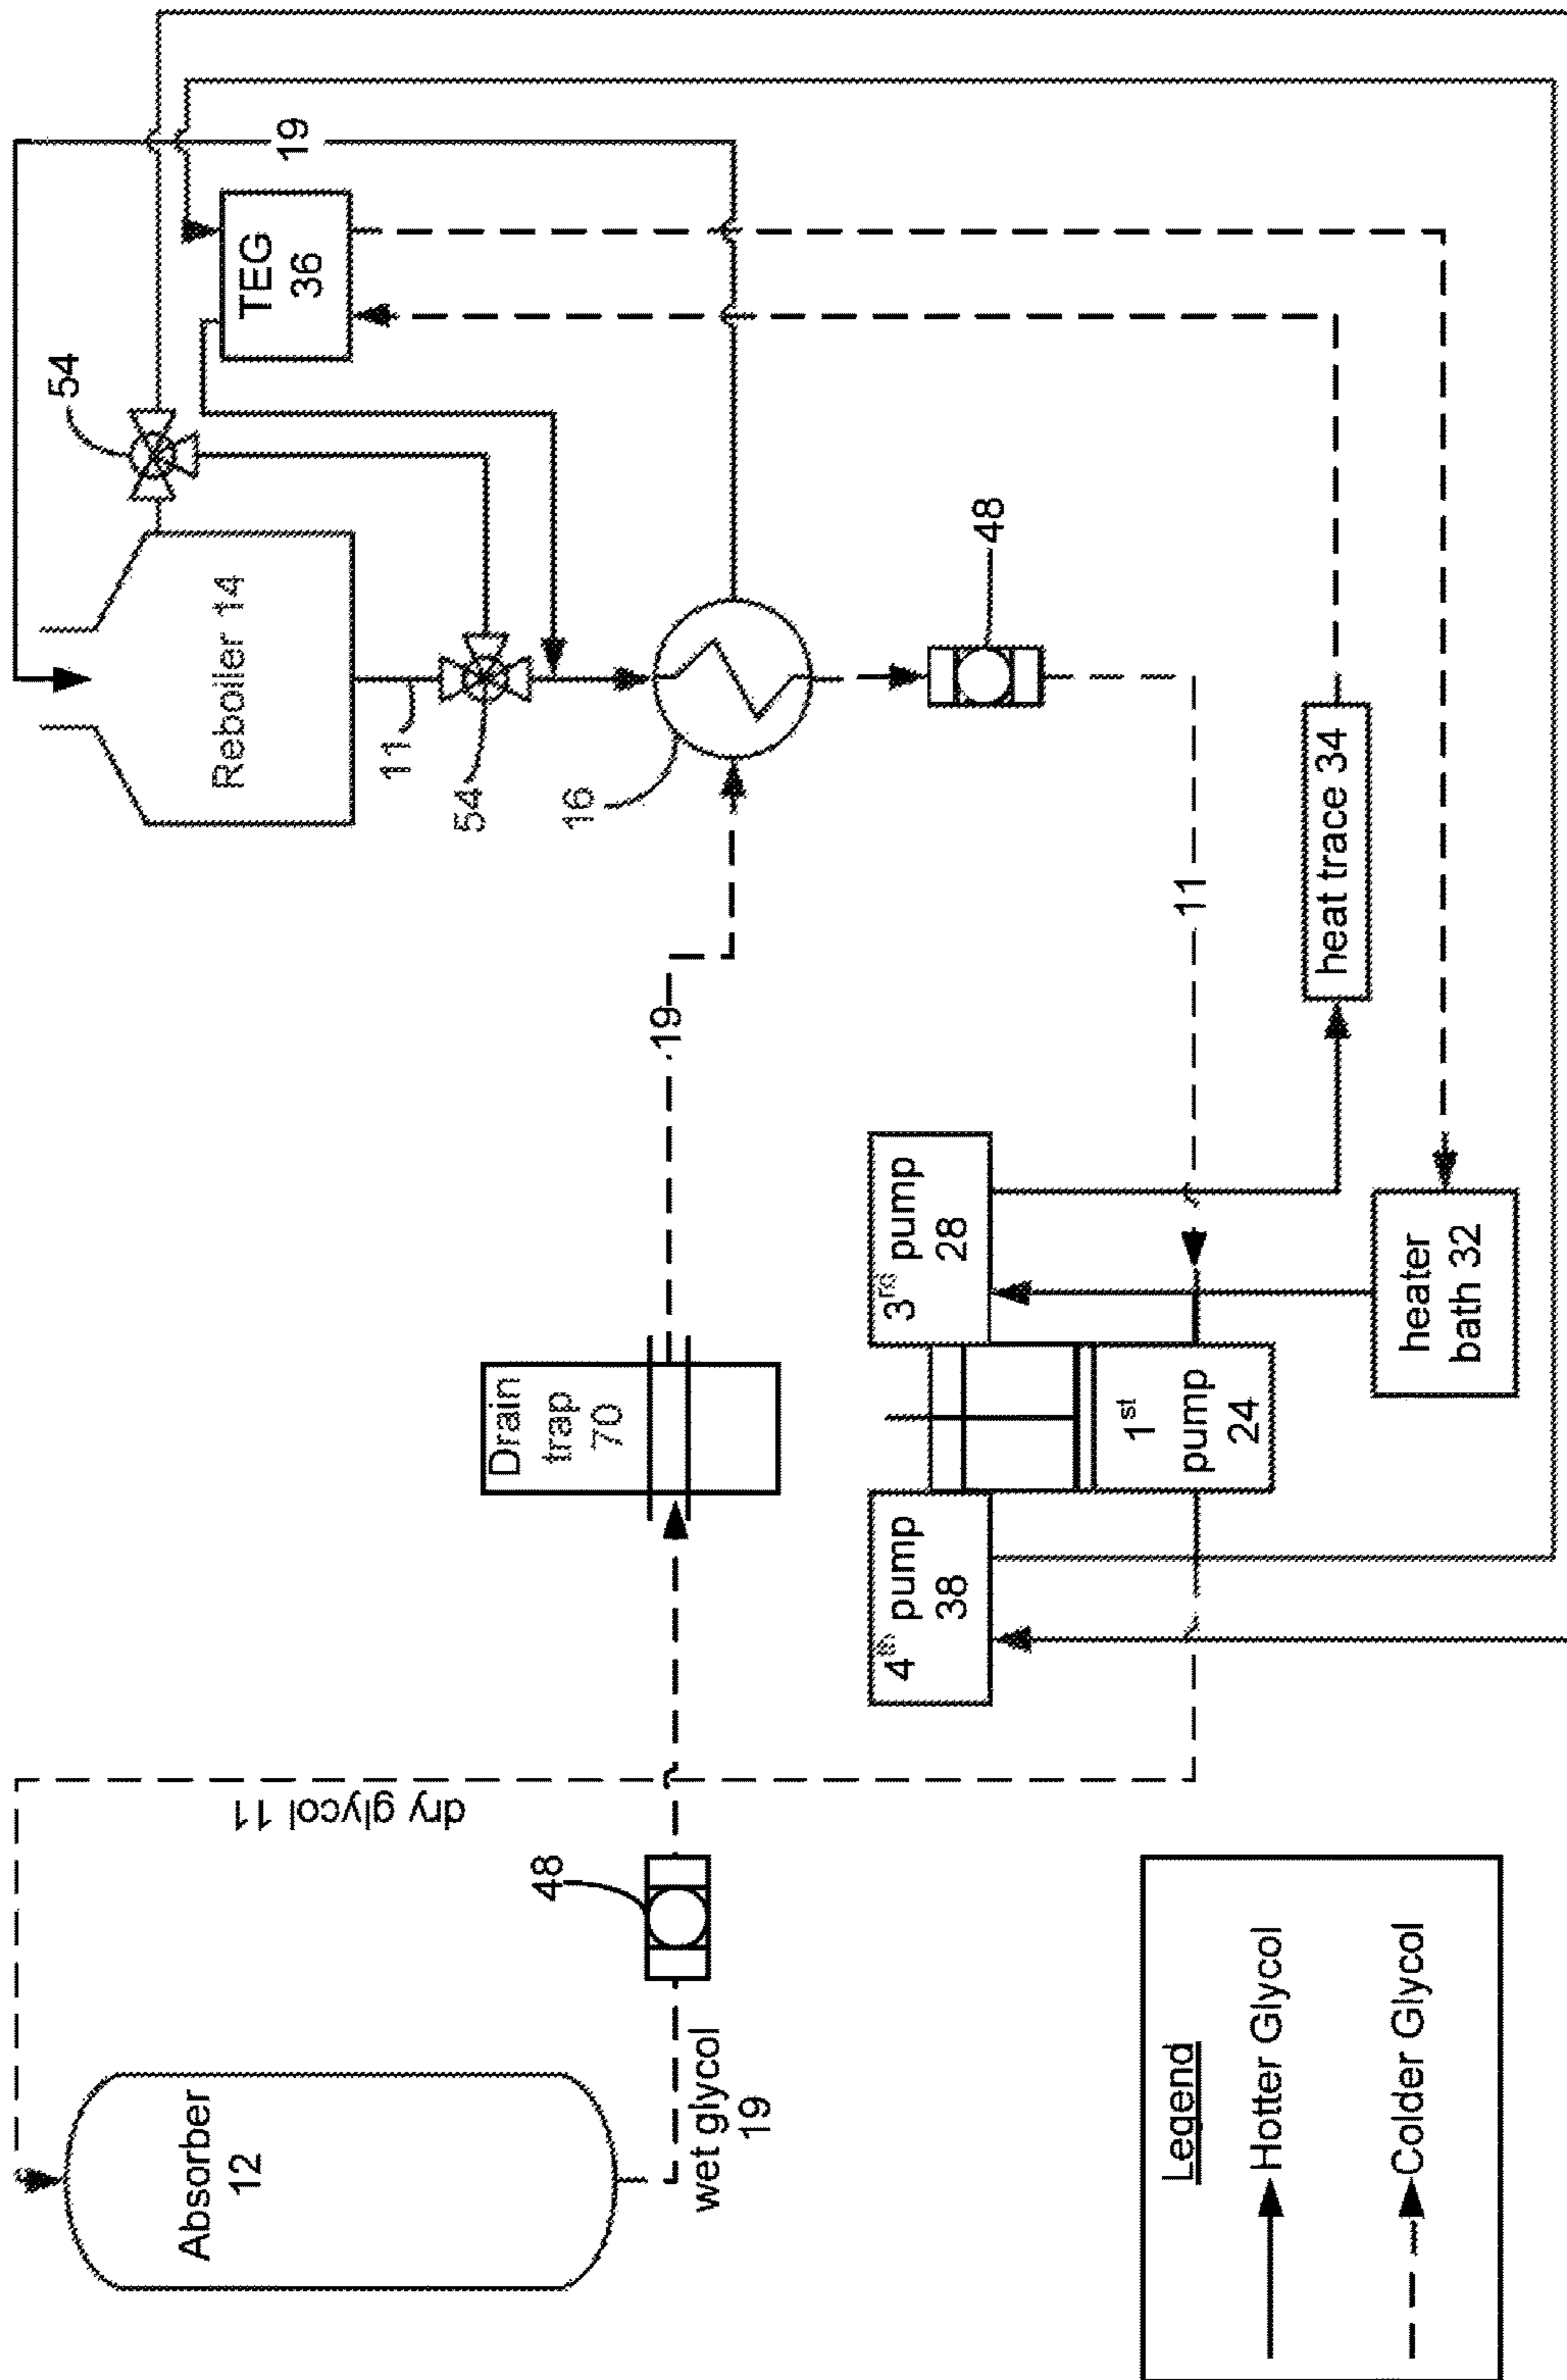 Absorber
12
dry glycol 11
wet glycol
19
48
Drain
trap
70
19
Reboiler 14
11
54
54
16
19
TEG
36
48
11
4th pump
38
1st
pump
24
3rd pump
28
heater
bath 32
heat trace 34
Legend
Hotter Glycol
Colder Glycol